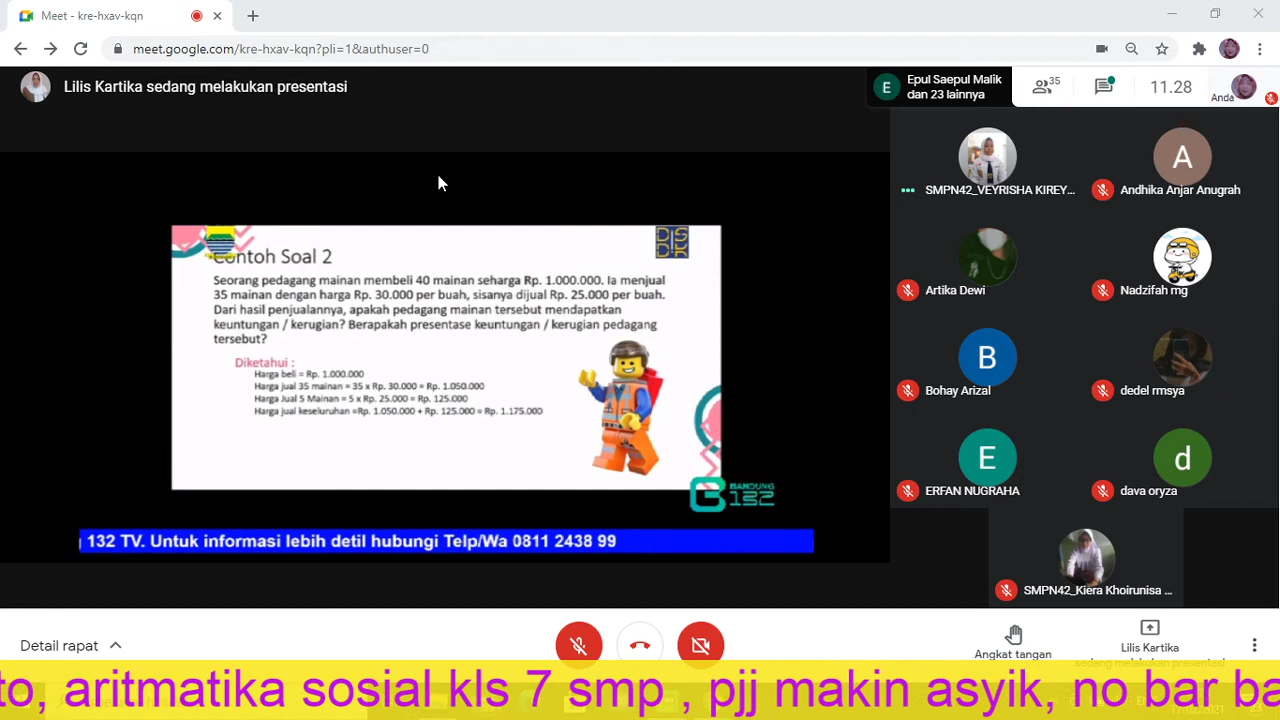 Meet - kre-hxav-kqn
meet.google.com/kre-hxav-kqn?pli=1&authuser=0
Lilis Kartika sedang melakukan presentasi
E
Epul Saepul Malik
dan 23 lainnya
35
11.28
Anda
SMPN42_VEYRISHA KIREY...
A
Andhika Anjar Anugrah
Artika Dewi
Nadzifah mg
B
Bohay Arizal
dedel rmsya
E
ERFAN NUGRAHA
d
dava oryza
SMPN42_Kiera Khoirunisa ...
DISDIK
Contoh Soal 2
Seorang pedagang mainan membeli 40 mainan seharga Rp. 1.000.000. Ia menjual
35 mainan dengan harga Rp. 30.000 per buah, sisanya dijual Rp. 25.000 per buah.
Dari hasil penjualannya, apakah pedagang mainan tersebut mendapatkan
keuntungan / kerugian? Berapakah presentase keuntungan / kerugian pedagang
tersebut?
Diketahui :
Harga beli = Rp. 1.000.000
Harga jual 35 mainan = 35 x Rp. 30.000 = Rp. 1.050.000
Harga Jual 5 Mainan = 5 x Rp. 25.000 = Rp. 125.000
Harga jual keseluruhan =Rp. 1.050.000 + Rp. 125.000 = Rp. 1.175.000
BANDUNG
132
132 TV. Untuk informasi lebih detil hubungi Telp/Wa 0811 2438 99
Detail rapat
Angkat tangan
Lilis Kartika
sedang melakukan presentasi
to, aritmatika sosial kls 7 smp , pjj makin asyik, no bar ba